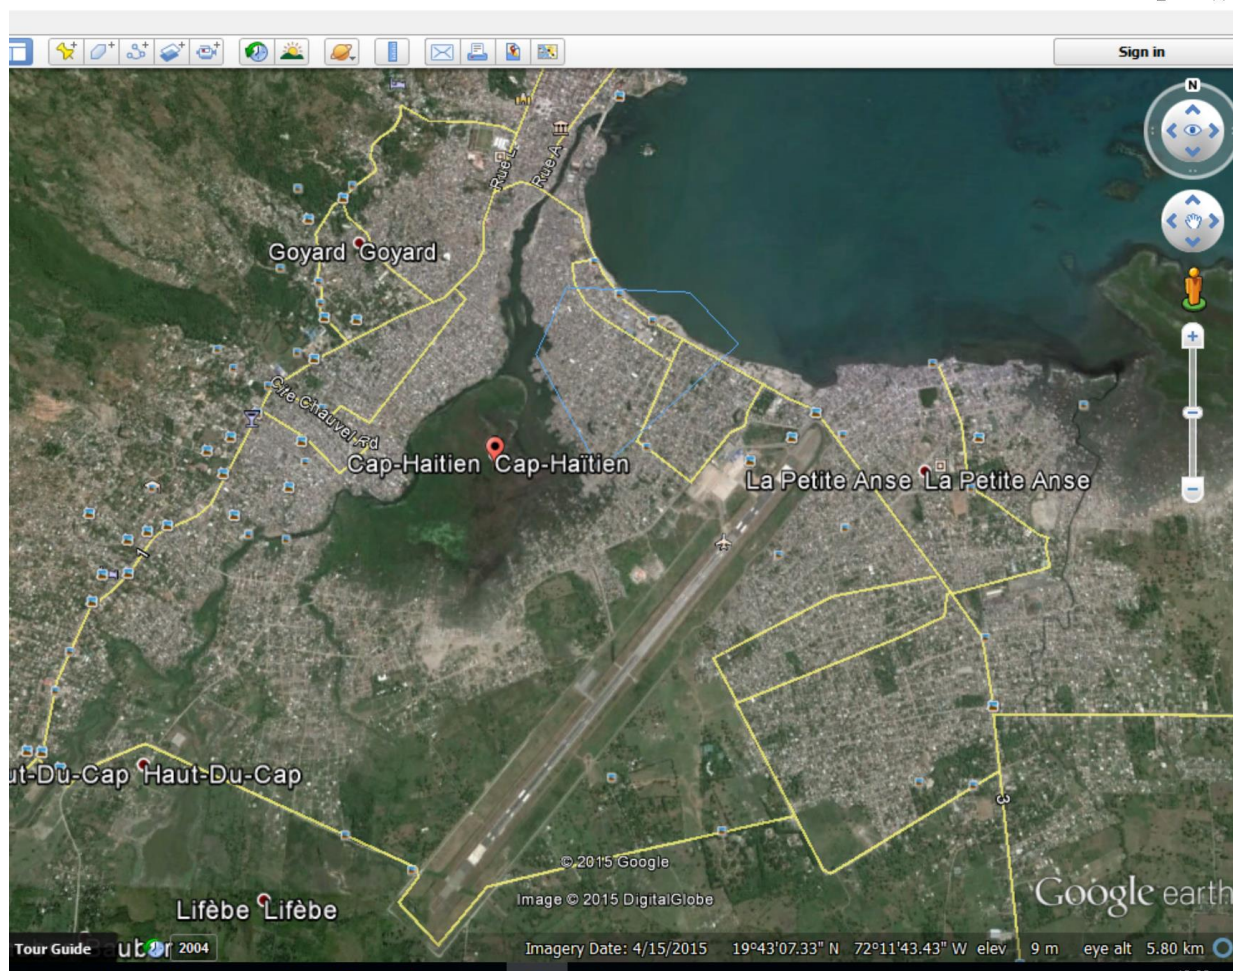 Sign in
N
Rue L
Rue A
Goyard Goyard
Cite Chauvel Rd
Cap-Haitien Cap-Haïtien
La Petite Anse La Petite Anse
1
ut-Du-Cap Haut-Du-Cap
3
© 2015 Google
Google earth
Image © 2015 DigitalGlobe
Lifèbe Lifèbe
Tour Guide
2004
Imagery Date: 4/15/2015 19°43'07.33" N 72°11'43.43" W elev 9 m eye alt 5.80 km